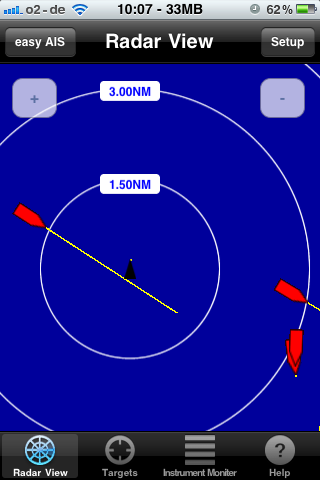 o2-de 10:07 - 33MB 62%
easy AIS Radar View Setup
+ 3.00NM -
1.50NM
Radar View Targets Instrument Moniter Help
?